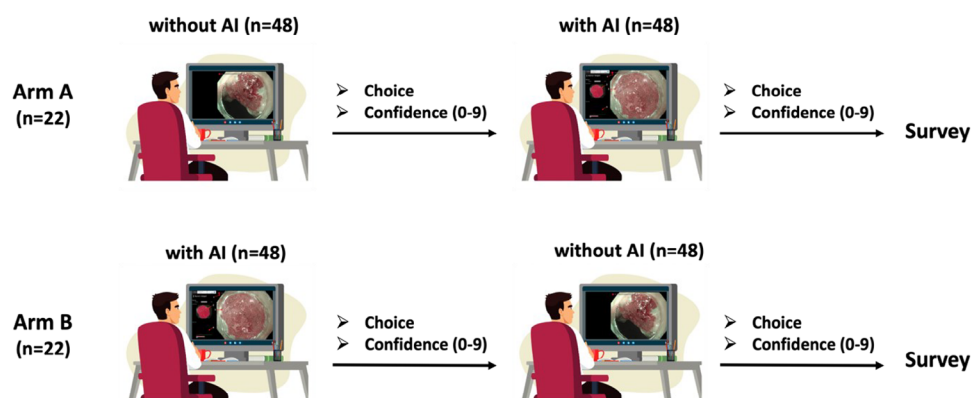 without AI (n=48)
with AI (n=48)
Arm A
(n=22)
➢ Choice
➢ Confidence (0-9)
➢ Choice
➢ Confidence (0-9)
Survey
with AI (n=48)
without AI (n=48)
Arm B
(n=22)
➢ Choice
➢ Confidence (0-9)
➢ Choice
➢ Confidence (0-9)
Survey